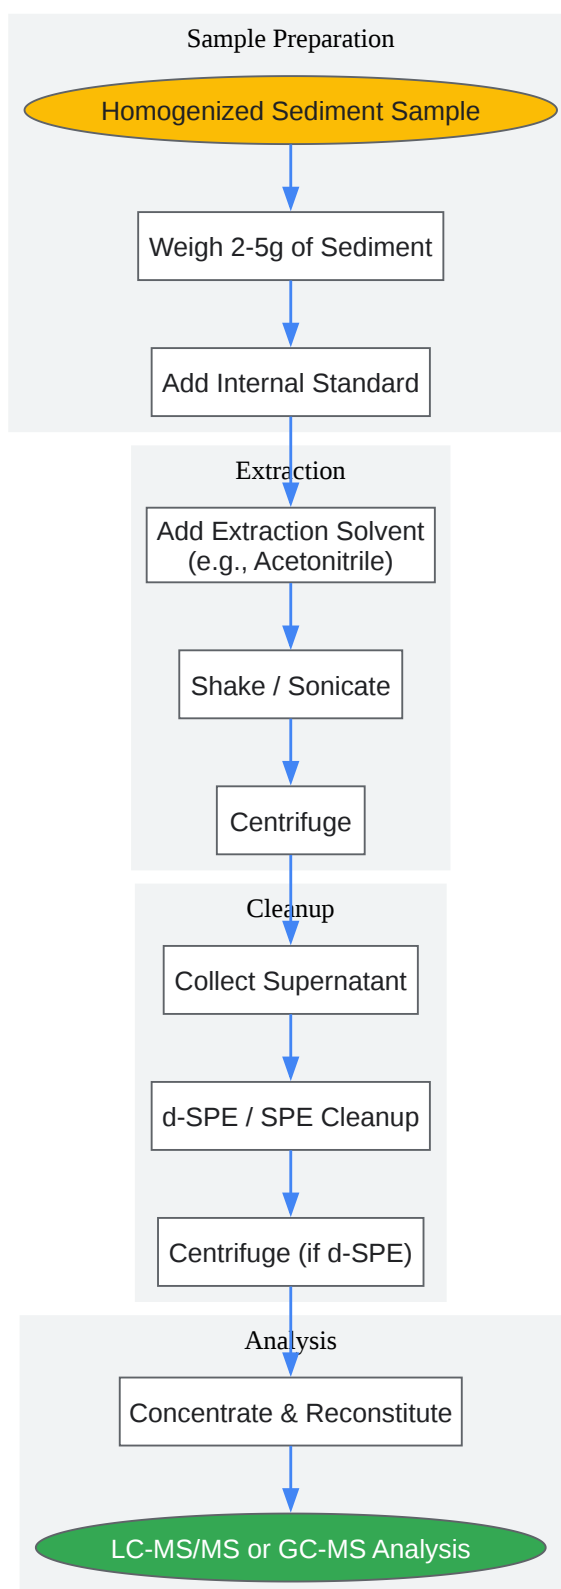 Sample Preparation
Homogenized Sediment Sample
Weigh 2-5g of Sediment
Add Internal Standard
Extraction
Add Extraction Solvent
(e.g., Acetonitrile)
Shake / Sonicate
Centrifuge
Cleanup
Collect Supernatant
d-SPE / SPE Cleanup
Centrifuge (if d-SPE)
Analysis
Concentrate & Reconstitute
LC-MS/MS or GC-MS Analysis